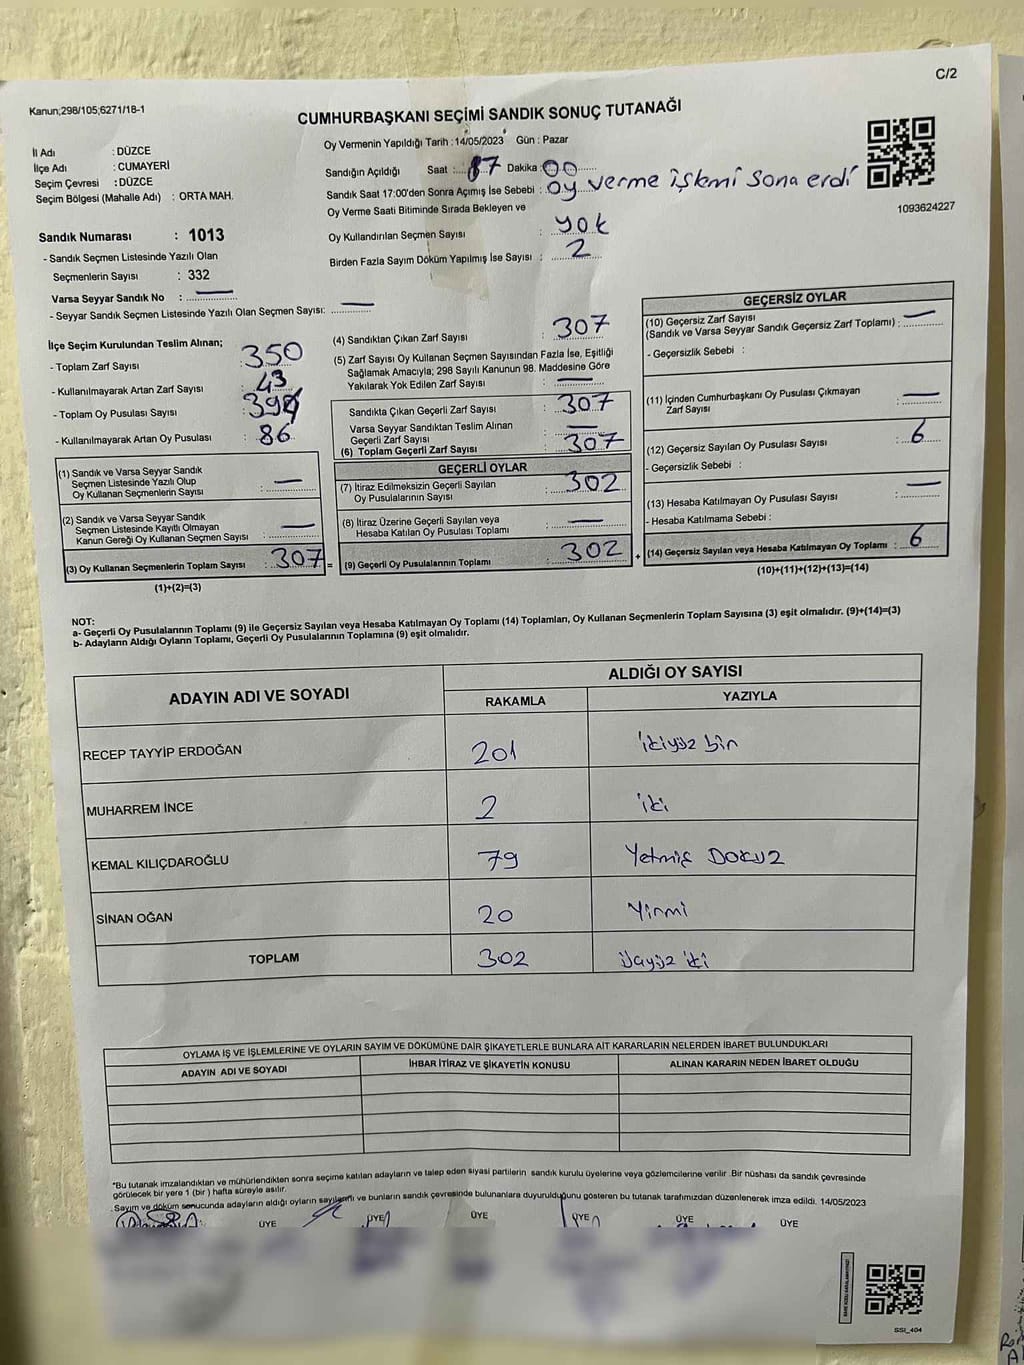 C/2
Kanun;298/105;6271/18-1
CUMHURBAŞKANI SEÇİMİ SANDIK SONUÇ TUTANAĞI
Oy Vermenin Yapıldığı Tarih : 14/05/2023 Gün : Pazar
İl Adı : DÜZCE
İlçe Adı : CUMAYERİ
Seçim Çevresi : DÜZCE
Seçim Bölgesi (Mahalle Adı) : ORTA MAH.
Sandığın Açıldığı Saat : Dakika : 00
Sandık Saat 17:00'den Sonra Açımış İse Sebebi : oy verme işlemi sona erdi
Oy Verme Saati Bitiminde Sırada Bekleyen ve
Oy Kullandırılan Seçmen Sayısı : yok
Birden Fazla Sayım Döküm Yapılmış İse Sayısı : 2
1093624227
Sandık Numarası : 1013
- Sandık Seçmen Listesinde Yazılı Olan
Seçmenlerin Sayısı : 332
Varsa Seyyar Sandık No : —
- Seyyar Sandık Seçmen Listesinde Yazılı Olan Seçmen Sayısı: —
İlçe Seçim Kurulundan Teslim Alınan;
- Toplam Zarf Sayısı : 350
- Kullanılmayarak Artan Zarf Sayısı : 43
- Toplam Oy Pusulası Sayısı :
- Kullanılmayarak Artan Oy Pusulası : 86
(1) Sandık ve Varsa Seyyar Sandık
Seçmen Listesinde Yazılı Olup
Oy Kullanan Seçmenlerin Sayısı : —
(2) Sandık ve Varsa Seyyar Sandık
Seçmen Listesinde Kayıtlı Olmayan
Kanun Gereği Oy Kullanan Seçmen Sayısı : —
(3) Oy Kullanan Seçmenlerin Toplam Sayısı : 307 =
(1)+(2)=(3)
(4) Sandıktan Çıkan Zarf Sayısı : 307
(5) Zarf Sayısı Oy Kullanan Seçmen Sayısından Fazla İse, Eşitliği
Sağlamak Amacıyla; 298 Sayılı Kanunun 98. Maddesine Göre
Yakılarak Yok Edilen Zarf Sayısı : —
Sandıkta Çıkan Geçerli Zarf Sayısı : 307
Varsa Seyyar Sandıktan Teslim Alınan
Geçerli Zarf Sayısı : —
(6) Toplam Geçerli Zarf Sayısı : 307
GEÇERLİ OYLAR
(7) İtiraz Edilmeksizin Geçerli Sayılan
Oy Pusulalarının Sayısı : 302
(8) İtiraz Üzerine Geçerli Sayılan veya
Hesaba Katılan Oy Pusulası Toplamı : —
(9) Geçerli Oy Pusulalarının Toplamı : 302 +
GEÇERSİZ OYLAR
(10) Geçersiz Zarf Sayısı
(Sandık ve Varsa Seyyar Sandık Geçersiz Zarf Toplamı) : —
- Geçersizlik Sebebi :
(11) İçinden Cumhurbaşkanı Oy Pusulası Çıkmayan
Zarf Sayısı : —
(12) Geçersiz Sayılan Oy Pusulası Sayısı : 6
- Geçersizlik Sebebi :
(13) Hesaba Katılmayan Oy Pusulası Sayısı : —
- Hesaba Katılmama Sebebi :
(14) Geçersiz Sayılan veya Hesaba Katılmayan Oy Toplamı : 6
(10)+(11)+(12)+(13)=(14)
NOT:
a- Geçerli Oy Pusulalarının Toplamı (9) ile Geçersiz Sayılan veya Hesaba Katılmayan Oy Toplamı (14) Toplamları, Oy Kullanan Seçmenlerin Toplam Sayısına (3) eşit olmalıdır. (9)+(14)=(3)
b- Adayların Aldığı Oyların Toplamı, Geçerli Oy Pusulalarının Toplamına (9) eşit olmalıdır.
ADAYIN ADI VE SOYADI
ALDIĞI OY SAYISI
RAKAMLA YAZIYLA
RECEP TAYYİP ERDOĞAN 201 ikiyüz bin
MUHARREM İNCE 2 iki
KEMAL KILIÇDAROĞLU 79 Yetmiş DOKUZ
SİNAN OĞAN 20 Yirmi
TOPLAM 302 üçyüz iki
OYLAMA İŞ VE İŞLEMLERİNE VE OYLARIN SAYIM VE DÖKÜMÜNE DAİR ŞİKAYETLERLE BUNLARA AİT KARARLARIN NELERDEN İBARET BULUNDUKLARI
ADAYIN ADI VE SOYADI İHBAR İTİRAZ VE ŞİKAYETİN KONUSU ALINAN KARARIN NEDEN İBARET OLDUĞU
*Bu tutanak imzalandıktan ve mühürlendikten sonra seçime katılan adayların ve talep eden siyasi partilerin sandık kurulu üyelerine veya gözlemcilerine verilir. Bir nüshası da sandık çevresinde
görülecek bir yere 1 (bir) hafta süreyle asılır.
Sayım ve döküm sonucunda adayların aldığı oyların sayılarını ve bunların sandık çevresinde bulunanlara duyurulduğunu gösteren bu tutanak tarafımızdan düzenlenerek imza edildi. 14/05/2023
ÜYE ÜYE ÜYE ÜYE ÜYE ÜYE
SSI_404